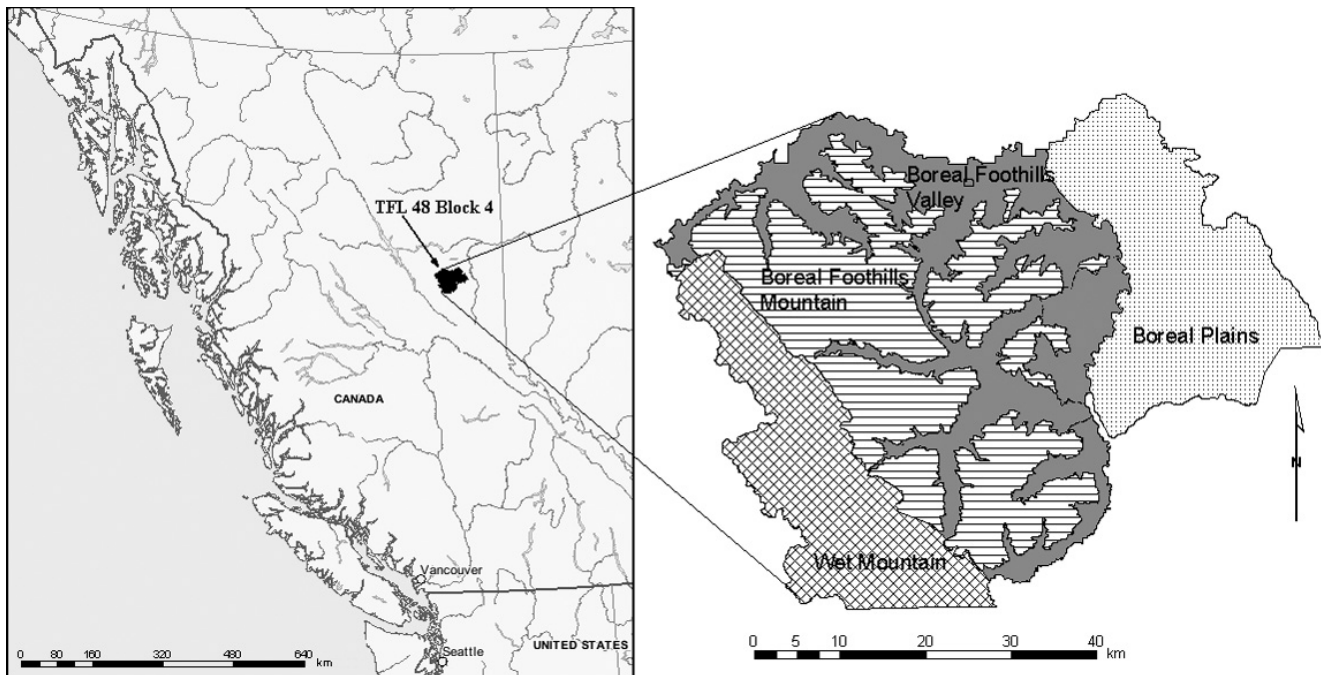 TFL 48 Block 4
CANADA
Vancouver
Seattle
UNITED STATES
0 80 160 320 480 640
km
Boreal Foothills
Valley
Boreal Foothills
Mountain
Boreal Plains
Wet Mountain
N
0 5 10 20 30 40
km